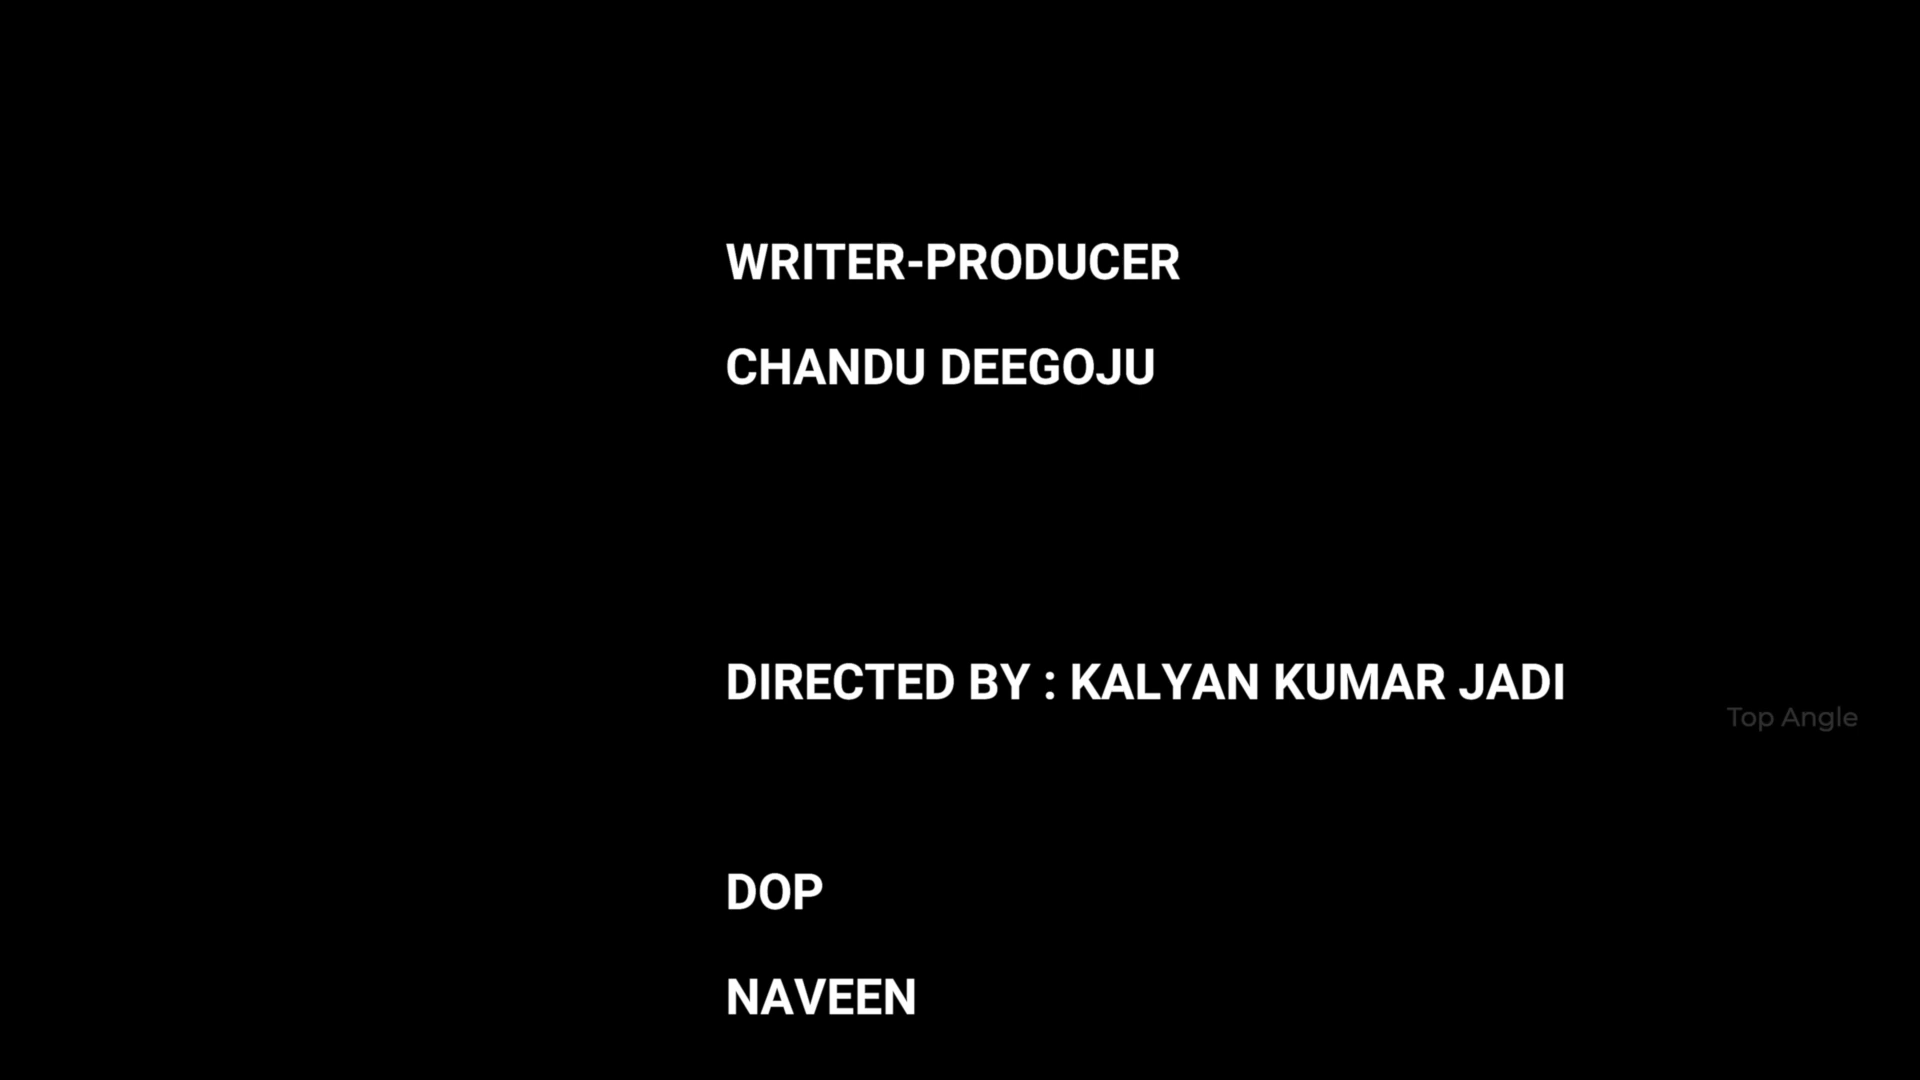 WRITER-PRODUCER
CHANDU DEEGOJU
DIRECTED BY : KALYAN KUMAR JADI
Top Angle
DOP
NAVEEN